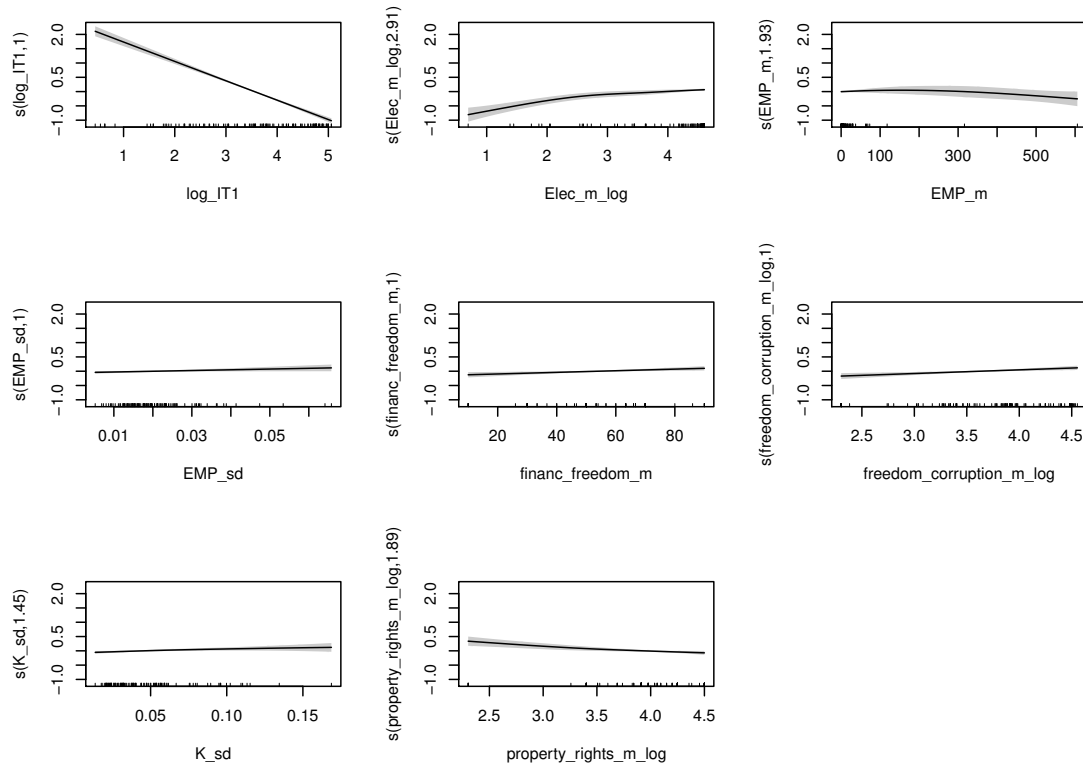 s(log_IT1,1)
−1.0 0.5 2.0
1 2 3 4 5
log_IT1
s(Elec_m_log,2.91)
−1.0 0.5 2.0
1 2 3 4
Elec_m_log
s(EMP_m,1.93)
−1.0 0.5 2.0
0 100 300 500
EMP_m
s(EMP_sd,1)
−1.0 0.5 2.0
0.01 0.03 0.05
EMP_sd
s(financ_freedom_m,1)
−1.0 0.5 2.0
20 40 60 80
financ_freedom_m
s(freedom_corruption_m_log,1)
−1.0 0.5 2.0
2.5 3.0 3.5 4.0 4.5
freedom_corruption_m_log
s(K_sd,1.45)
−1.0 0.5 2.0
0.05 0.10 0.15
K_sd
s(property_rights_m_log,1.89)
−1.0 0.5 2.0
2.5 3.0 3.5 4.0 4.5
property_rights_m_log